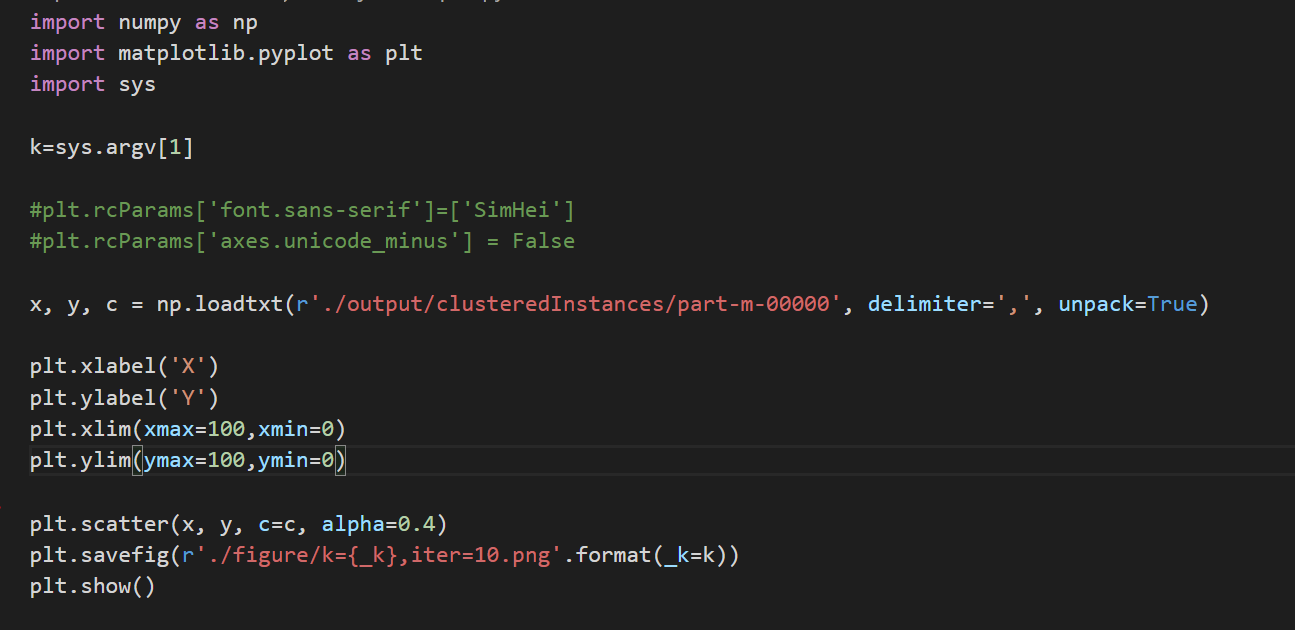 import numpy as np
import matplotlib.pyplot as plt
import sys
k=sys.argv[1]
#plt.rcParams['font.sans-serif']=['SimHei']
#plt.rcParams['axes.unicode_minus'] = False
x, y, c = np.loadtxt(r'./output/clusteredInstances/part-m-00000', delimiter=',', unpack=True)
plt.xlabel('X')
plt.ylabel('Y')
plt.xlim(xmax=100,xmin=0)
plt.ylim(ymax=100,ymin=0)
plt.scatter(x, y, c=c, alpha=0.4)
plt.savefig(r'./figure/k={_k},iter=10.png'.format(_k=k))
plt.show()